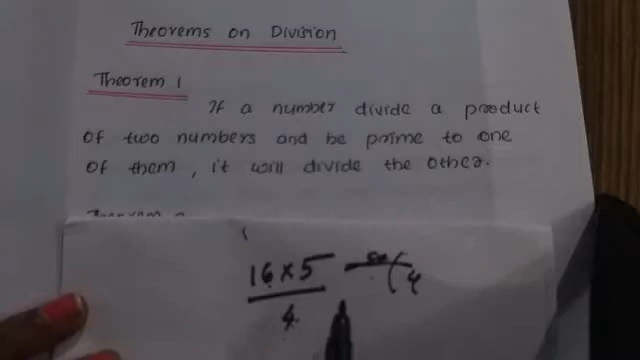 Theorems on Division
Theorem 1
If a number divide a product
of two numbers and be prime to one
of them, it will divide the other.
16 × 5
4
4